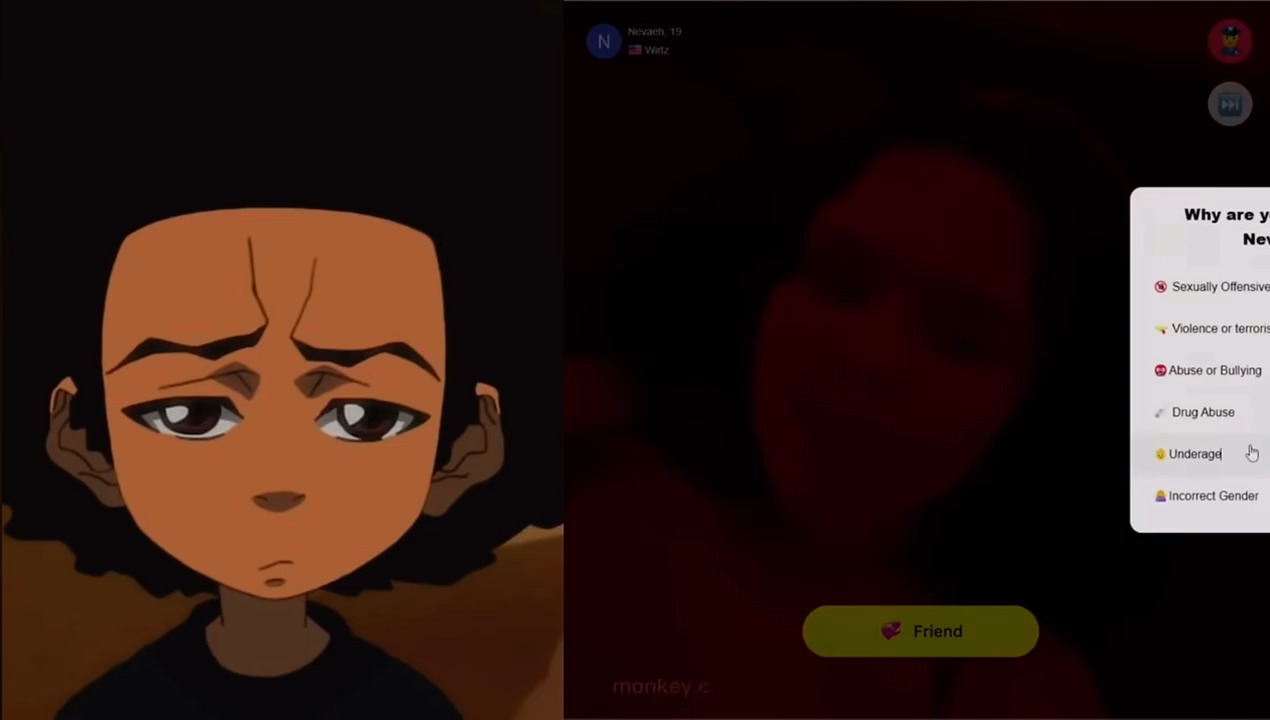 N
Nevaeh, 19
Wirtz
Why are y
Nev
Sexually Offensive
Violence or terroris
Abuse or Bullying
Drug Abuse
Underage
Incorrect Gender
Friend
monkey.c